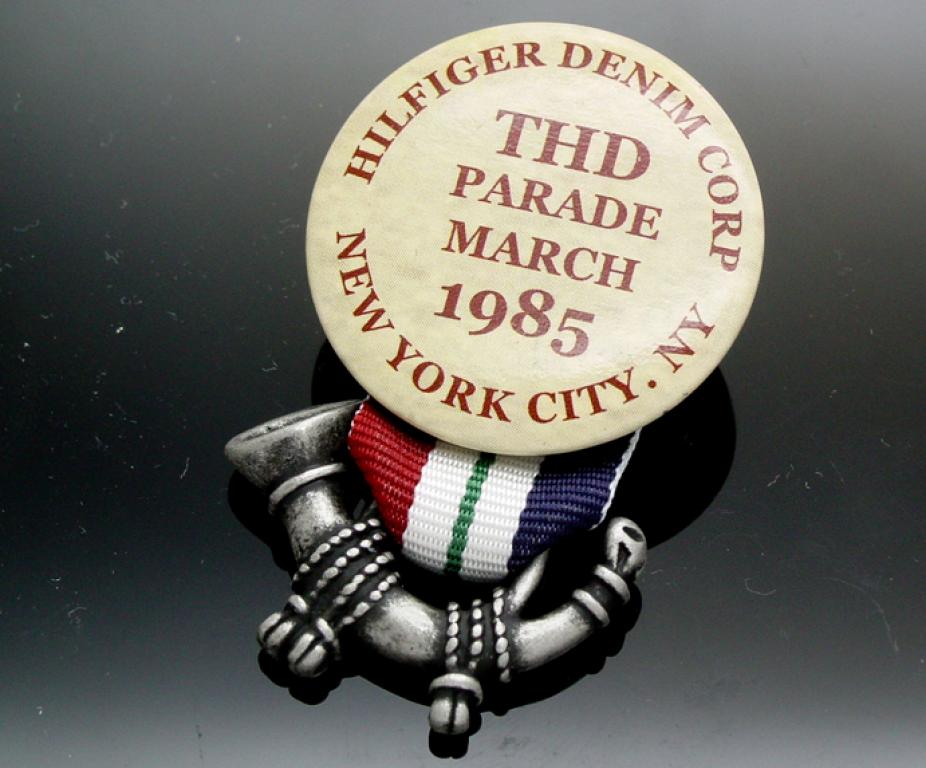 HILFIGER DENIM CORP
THD
PARADE
MARCH
1985
NEW YORK CITY. NY